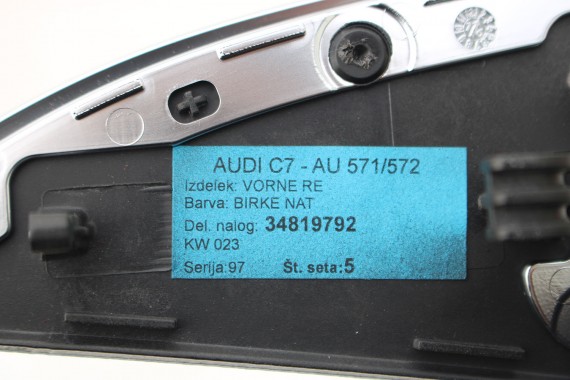 AUDI C7 - AU 571/572
Izdelek: VORNE RE
Barva: BIRKE NAT
Del. nalog: 34819792
KW 023
Serija:97 Št. seta:5